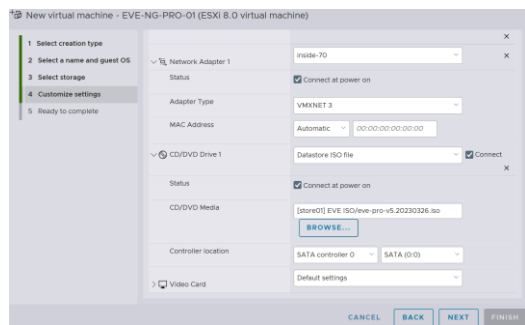 New virtual machine - EVE-NG-PRO-01 (ESXi 8.0 virtual machine)
1 Select creation type
2 Select a name and guest OS
3 Select storage
4 Customize settings
5 Ready to complete
Network Adapter 1
inside-70
Status
Connect at power on
Adapter Type
VMXNET 3
MAC Address
Automatic
00:00:00:00:00:00
CD/DVD Drive 1
Datastore ISO file
Connect
Status
Connect at power on
CD/DVD Media
[store01] EVE ISO/eve-pro-v5.20230326.iso
BROWSE...
Controller location
SATA controller 0
SATA (0:0)
Video Card
Default settings
CANCEL
BACK
NEXT
FINISH